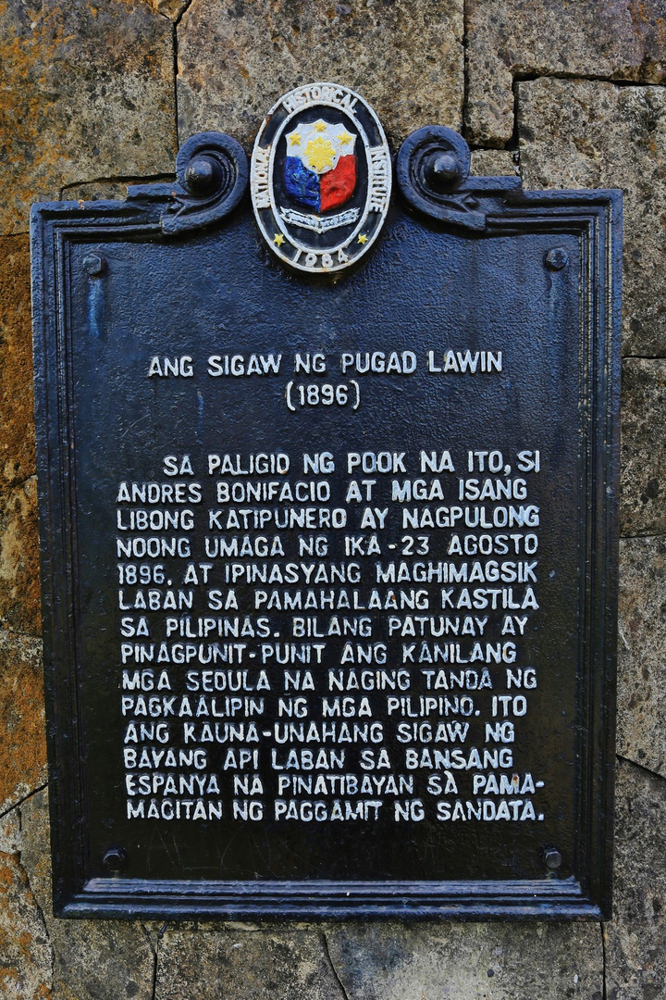 NATIONAL HISTORICAL INSTITUTE
1984
ANG SIGAW NG PUGAD LAWIN
(1896)
SA PALIGID NG POOK NA ITO, SI
ANDRES BONIFACIO AT MGA ISANG
LIBONG KATIPUNERO AY NAGPULONG
NOONG UMAGA NG IKA-23 AGOSTO
1896, AT IPINASYANG MAGHIMAGSIK
LABAN SA PAMAHALAANG KASTILA
SA PILIPINAS. BILANG PATUNAY AY
PINAGPUNIT-PUNIT ANG KANILANG
MGA SEDULA NA NAGING TANDA NG
PAGKAALIPIN NG MGA PILIPINO. ITO
ANG KAUNA-UNAHANG SIGAW NG
BAYANG API LABAN SA BANSANG
ESPANYA NA PINATIBAYAN SA PAMA-
MAGITAN NG PAGGAMIT NG SANDATA.